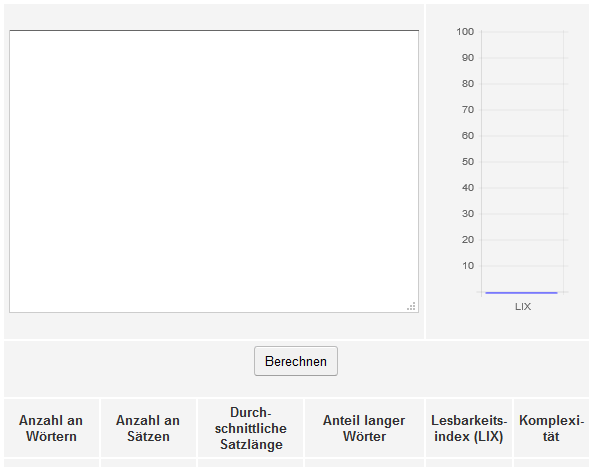 100
90
80
70
60
50
40
30
20
10
LIX
Berechnen
Anzahl an
Wörtern
Anzahl an
Sätzen
Durch-
schnittliche
Satzlänge
Anteil langer
Wörter
Lesbarkeits-
index (LIX)
Komplexi-
tät